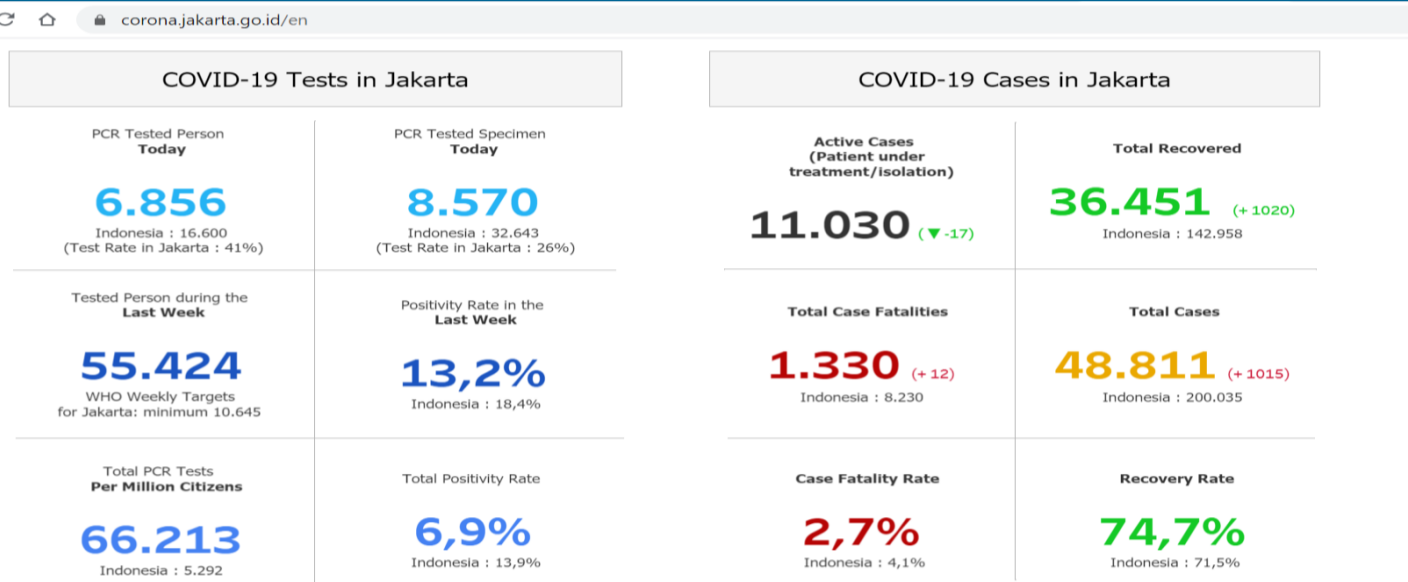 corona.jakarta.go.id/en
COVID-19 Tests in Jakarta
PCR Tested Person
Today
6.856
Indonesia : 16.600
(Test Rate in Jakarta : 41%)
PCR Tested Specimen
Today
8.570
Indonesia : 32.643
(Test Rate in Jakarta : 26%)
Tested Person during the
Last Week
55.424
WHO Weekly Targets
for Jakarta: minimum 10.645
Positivity Rate in the
Last Week
13,2%
Indonesia : 18,4%
Total PCR Tests
Per Million Citizens
66.213
Indonesia : 5.292
Total Positivity Rate
6,9%
Indonesia : 13,9%
COVID-19 Cases in Jakarta
Active Cases
(Patient under
treatment/isolation)
11.030 (▼-17)
Total Recovered
36.451 (+ 1020)
Indonesia : 142.958
Total Case Fatalities
1.330 (+ 12)
Indonesia : 8.230
Total Cases
48.811 (+ 1015)
Indonesia : 200.035
Case Fatality Rate
2,7%
Indonesia : 4,1%
Recovery Rate
74,7%
Indonesia : 71,5%